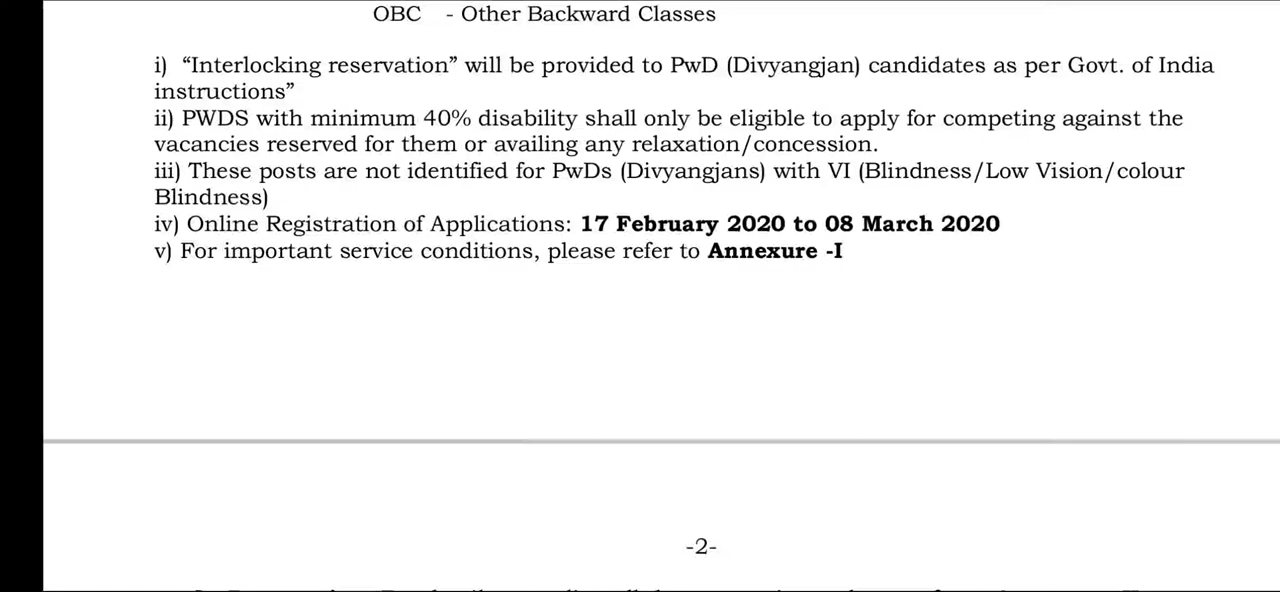 OBC - Other Backward Classes
i) “Interlocking reservation” will be provided to PwD (Divyangjan) candidates as per Govt. of India
instructions”
ii) PWDS with minimum 40% disability shall only be eligible to apply for competing against the
vacancies reserved for them or availing any relaxation/concession.
iii) These posts are not identified for PwDs (Divyangjans) with VI (Blindness/Low Vision/colour
Blindness)
iv) Online Registration of Applications: 17 February 2020 to 08 March 2020
v) For important service conditions, please refer to Annexure -I
-2-